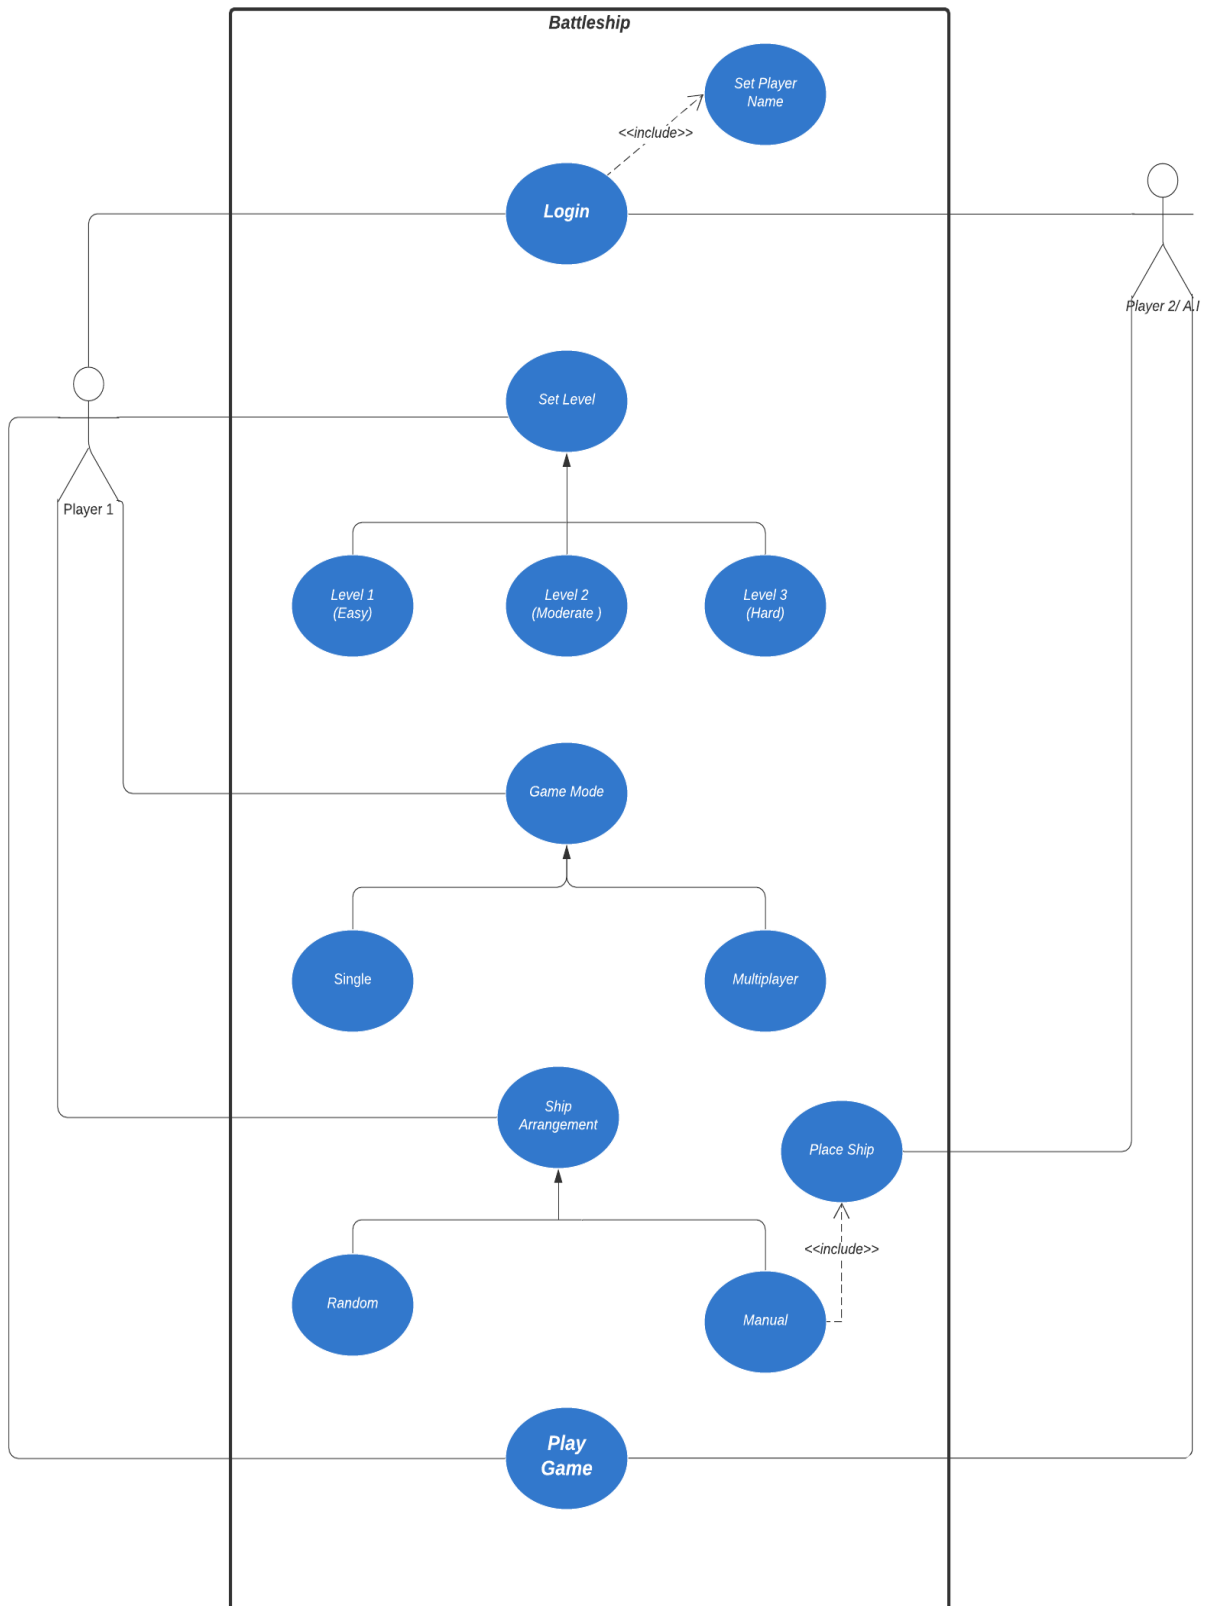 Battleship
Set Player
Name
<<include>>
Login
Player 2/ A.I
Set Level
Player 1
Level 1
(Easy)
Level 2
(Moderate )
Level 3
(Hard)
Game Mode
Single
Multiplayer
Ship
Arrangement
Place Ship
<<include>>
Random
Manual
Play
Game